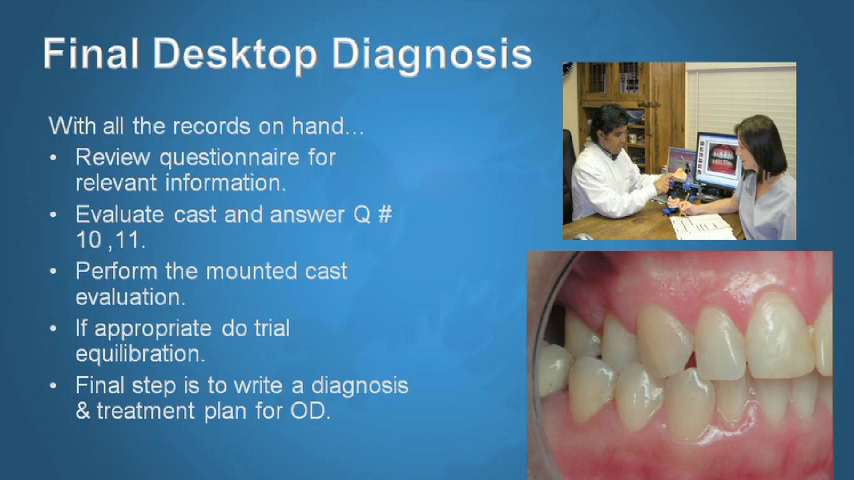 Final Desktop Diagnosis
With all the records on hand...
• Review questionnaire for
relevant information.
• Evaluate cast and answer Q #
10 ,11.
• Perform the mounted cast
evaluation.
• If appropriate do trial
equilibration.
• Final step is to write a diagnosis
& treatment plan for OD.